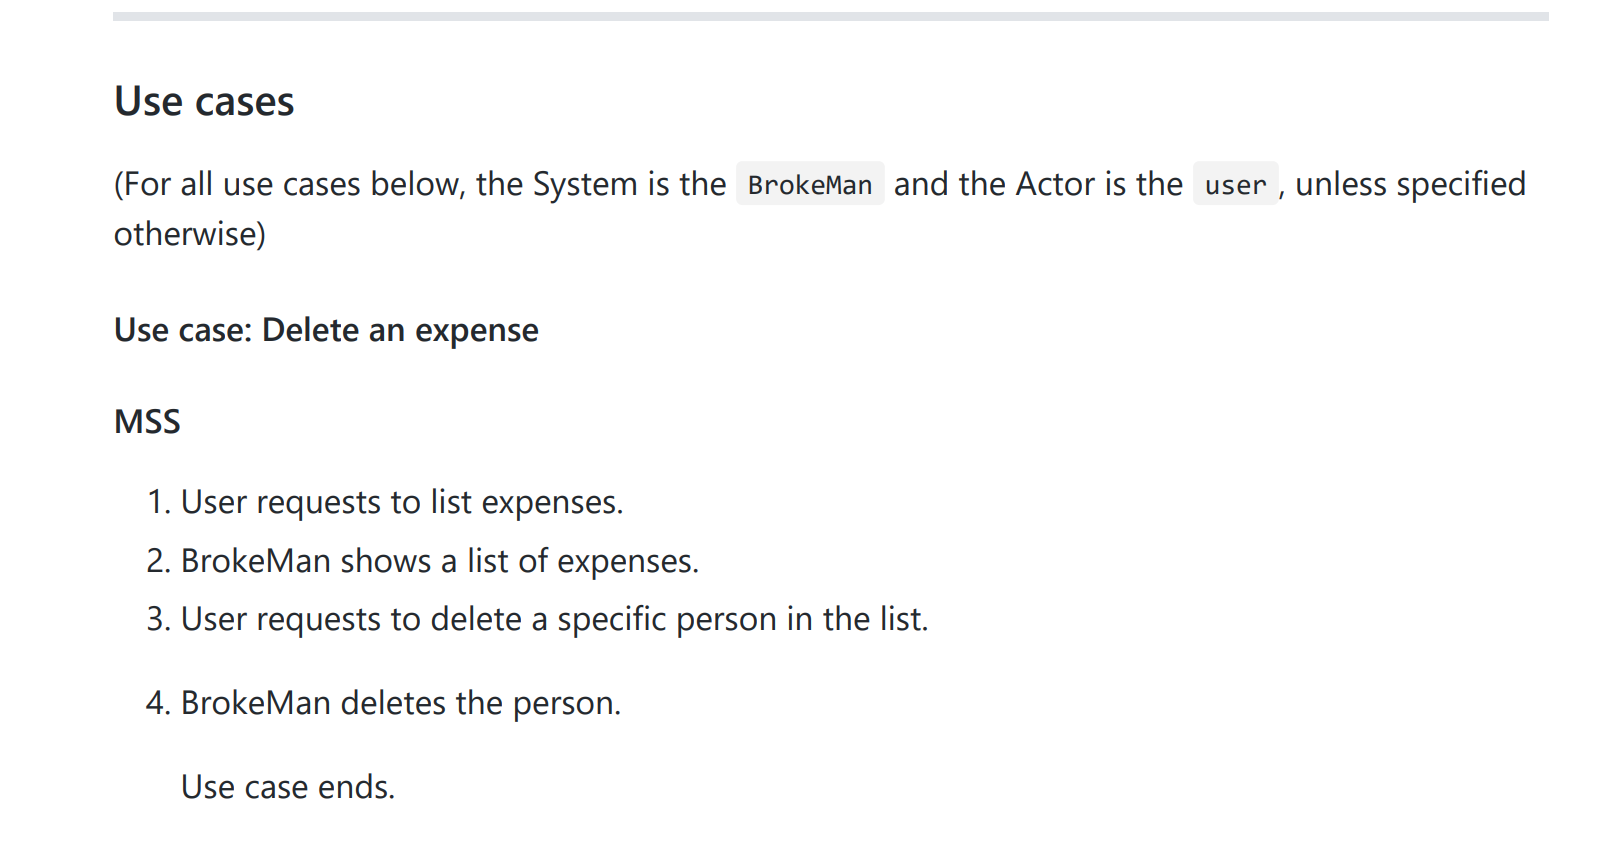 Use cases
(For all use cases below, the System is the BrokeMan and the Actor is the user, unless specified
otherwise)
Use case: Delete an expense
MSS
1. User requests to list expenses.
2. BrokeMan shows a list of expenses.
3. User requests to delete a specific person in the list.
4. BrokeMan deletes the person.
Use case ends.